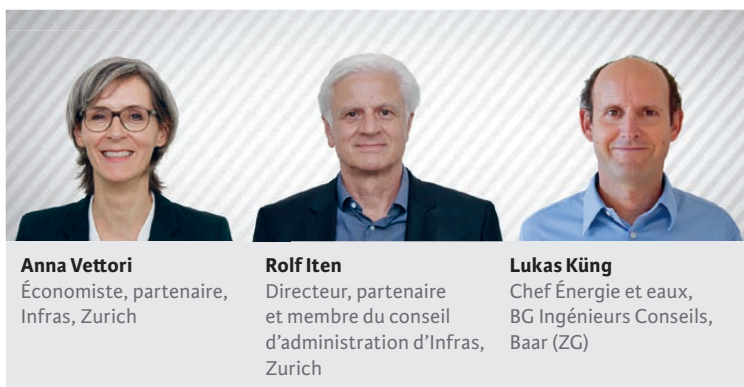 Anna Vettori
Économiste, partenaire,
Infras, Zurich
Rolf Iten
Directeur, partenaire
et membre du conseil
d’administration d’Infras,
Zurich
Lukas Küng
Chef Énergie et eaux,
BG Ingénieurs Conseils,
Baar (ZG)